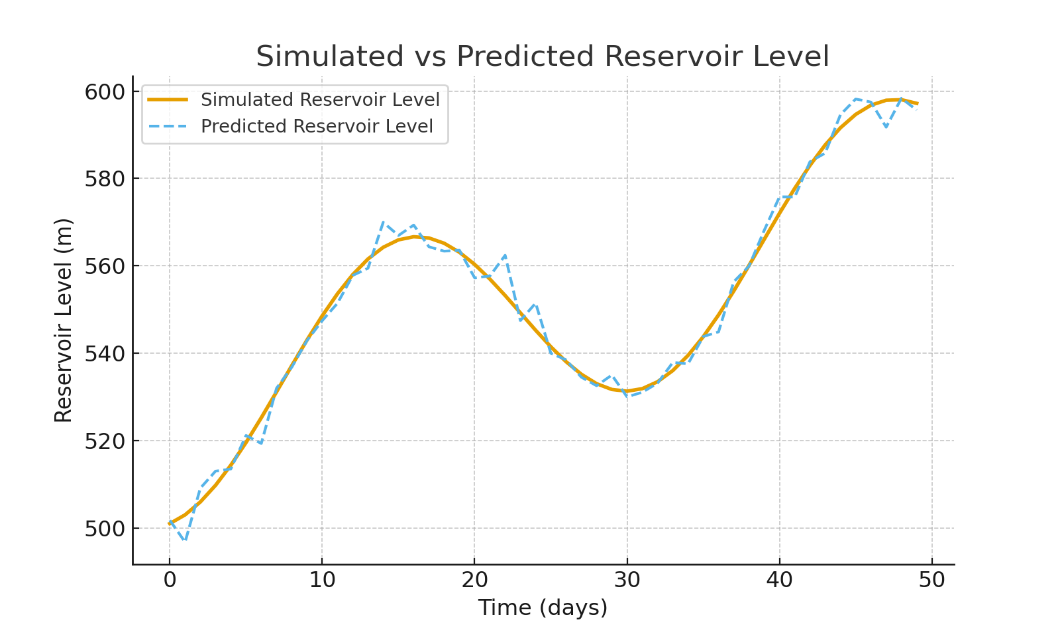 Simulated vs Predicted Reservoir Level
Simulated Reservoir Level
Predicted Reservoir Level
Reservoir Level (m)
600
580
560
540
520
500
0 10 20 30 40 50
Time (days)